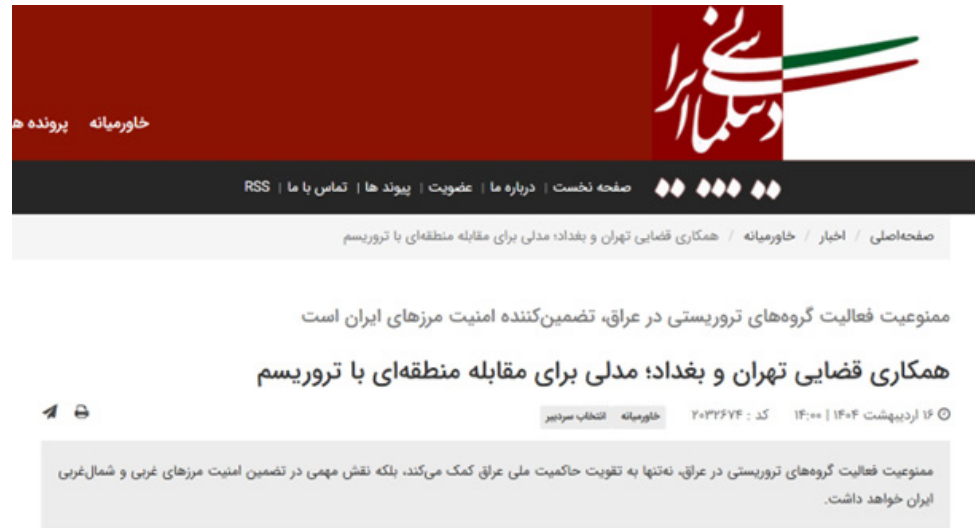 دیپلماسی ایرانی
خاورمیانه   پرونده ه
صفحه نخست | درباره ما | عضویت | پیوند ها | تماس با ما | RSS
صفحه‌اصلی / اخبار / خاورمیانه / همکاری قضایی تهران و بغداد؛ مدلی برای مقابله منطقه‌ای با تروریسم
ممنوعیت فعالیت گروه‌های تروریستی در عراق، تضمین‌کننده امنیت مرزهای ایران است
همکاری قضایی تهران و بغداد؛ مدلی برای مقابله منطقه‌ای با تروریسم
۱۶ اردیبهشت ۱۴۰۴ | ۱۴:۰۰   کد : ۲۰۳۲۶۷۴   خاورمیانه   انتخاب سردبیر
ممنوعیت فعالیت گروه‌های تروریستی در عراق، نه‌تنها به تقویت حاکمیت ملی عراق کمک می‌کند، بلکه نقش مهمی در تضمین امنیت مرزهای غربی و شمال‌غربی
ایران خواهد داشت.